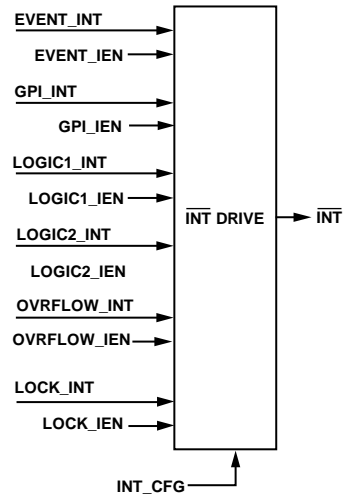 EVENT_INT
EVENT_IEN
GPI_INT
GPI_IEN
LOGIC1_INT
LOGIC1_IEN
INT DRIVE
INT
LOGIC2_INT
LOGIC2_IEN
OVRFLOW_INT
OVRFLOW_IEN
LOCK_INT
LOCK_IEN
INT_CFG